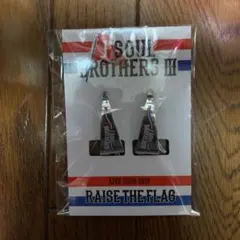 SOUL
BROTHERS III
LIVE TOUR 2019
RAISE THE FLAG